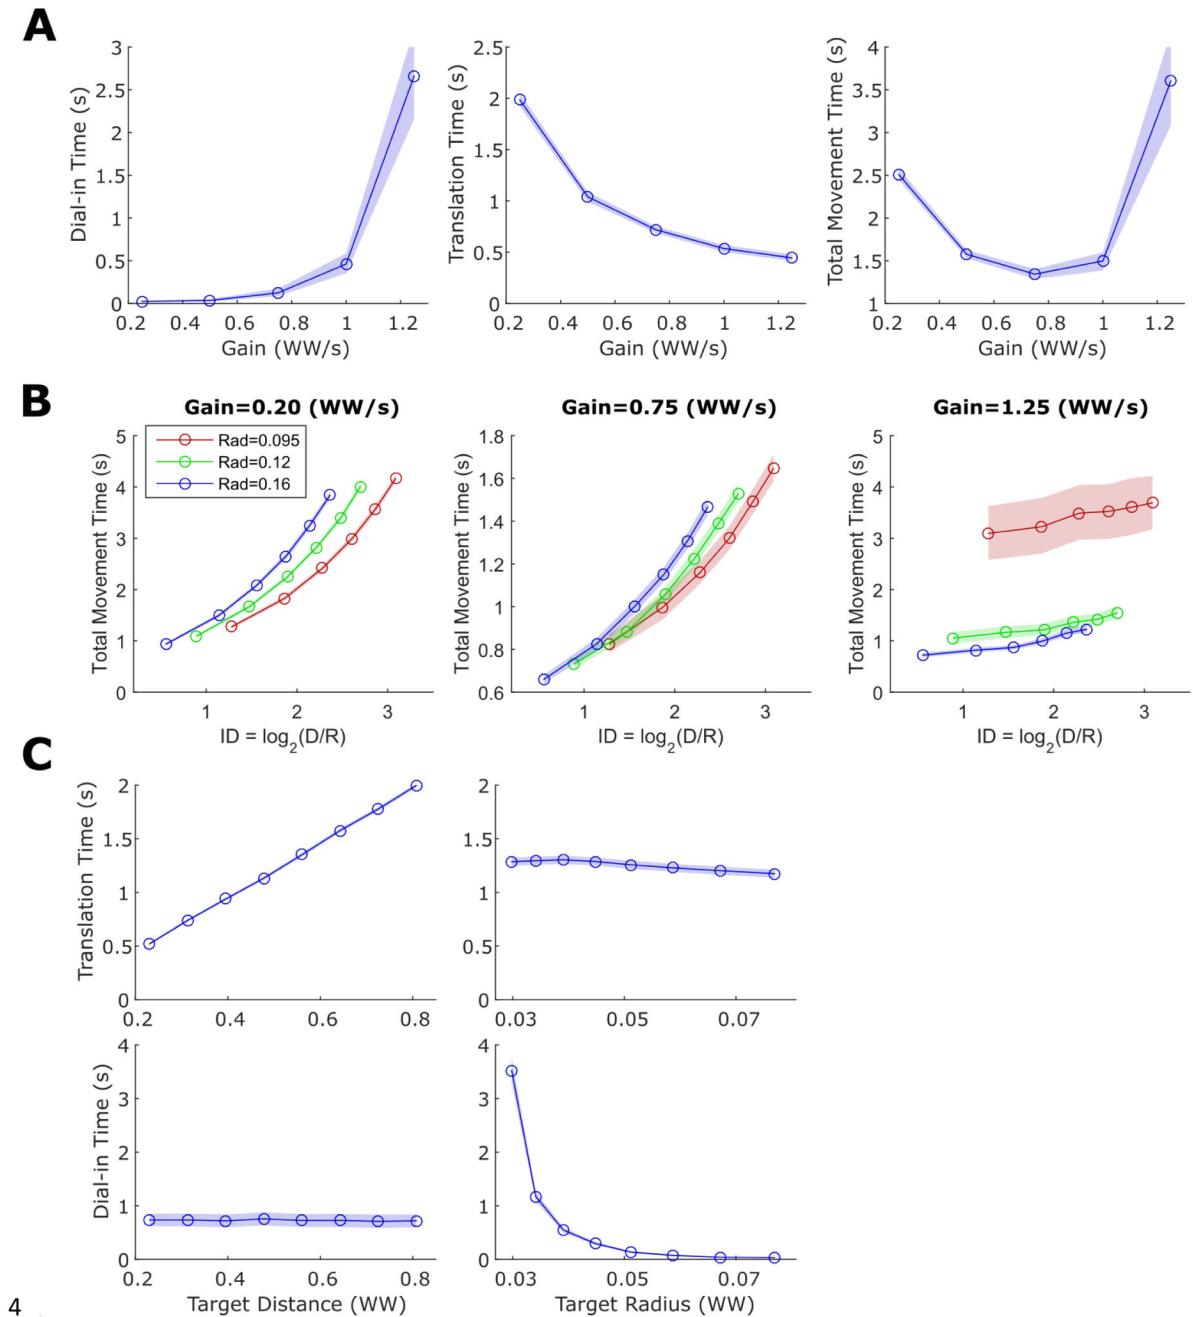 A
Dial-in Time (s)
3
2.5
2
1.5
1
0.5
0
0.2 0.4 0.6 0.8 1 1.2
Gain (WW/s)
Translation Time (s)
2.5
2
1.5
1
0.5
0
0.2 0.4 0.6 0.8 1 1.2
Gain (WW/s)
Total Movement Time (s)
4
3.5
3
2.5
2
1.5
1
0.2 0.4 0.6 0.8 1 1.2
Gain (WW/s)
B
Gain=0.20 (WW/s)
Total Movement Time (s)
5
4
3
2
1
0
Rad=0.095
Rad=0.12
Rad=0.16
1 2 3
ID = log2(D/R)
Gain=0.75 (WW/s)
Total Movement Time (s)
1.8
1.6
1.4
1.2
1
0.8
0.6
1 2 3
ID = log2(D/R)
Gain=1.25 (WW/s)
Total Movement Time (s)
5
4
3
2
1
0
1 2 3
ID = log2(D/R)
C
Translation Time (s)
2
1.5
1
0.5
0
0.2 0.4 0.6 0.8
2
1.5
1
0.5
0
0.03 0.05 0.07
Dial-in Time (s)
4
3
2
1
0
0.2 0.4 0.6 0.8
Target Distance (WW)
4
3
2
1
0
0.03 0.05 0.07
Target Radius (WW)
4